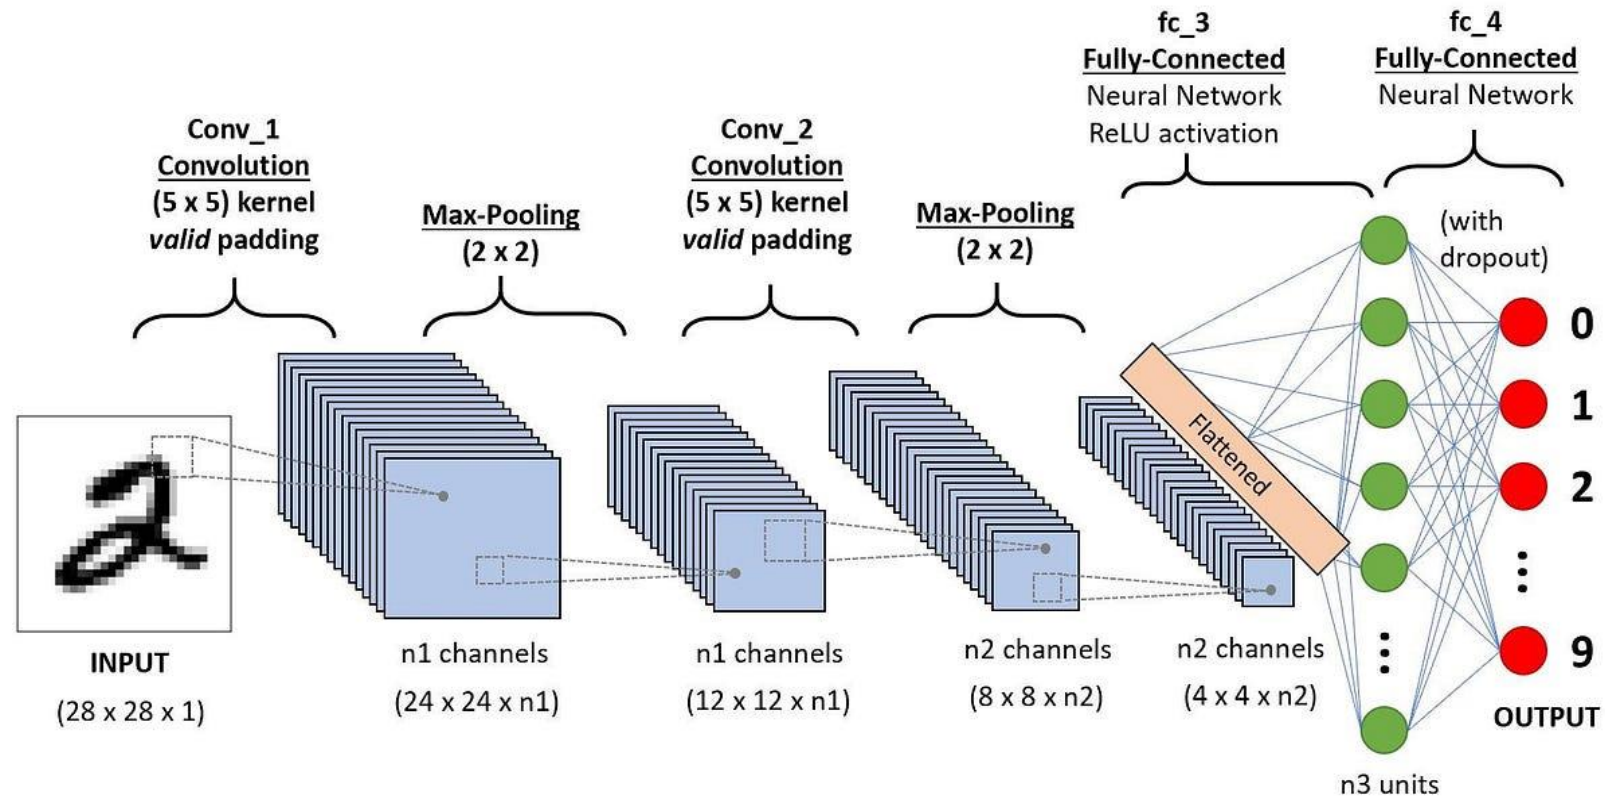 Conv_1
Convolution
(5 x 5) kernel
valid padding
Max-Pooling
(2 x 2)
Conv_2
Convolution
(5 x 5) kernel
valid padding
Max-Pooling
(2 x 2)
fc_3
Fully-Connected
Neural Network
ReLU activation
fc_4
Fully-Connected
Neural Network
(with
dropout)
Flattened
0
1
2
9
OUTPUT
2
INPUT
(28 x 28 x 1)
n1 channels
(24 x 24 x n1)
n1 channels
(12 x 12 x n1)
n2 channels
(8 x 8 x n2)
n2 channels
(4 x 4 x n2)
n3 units